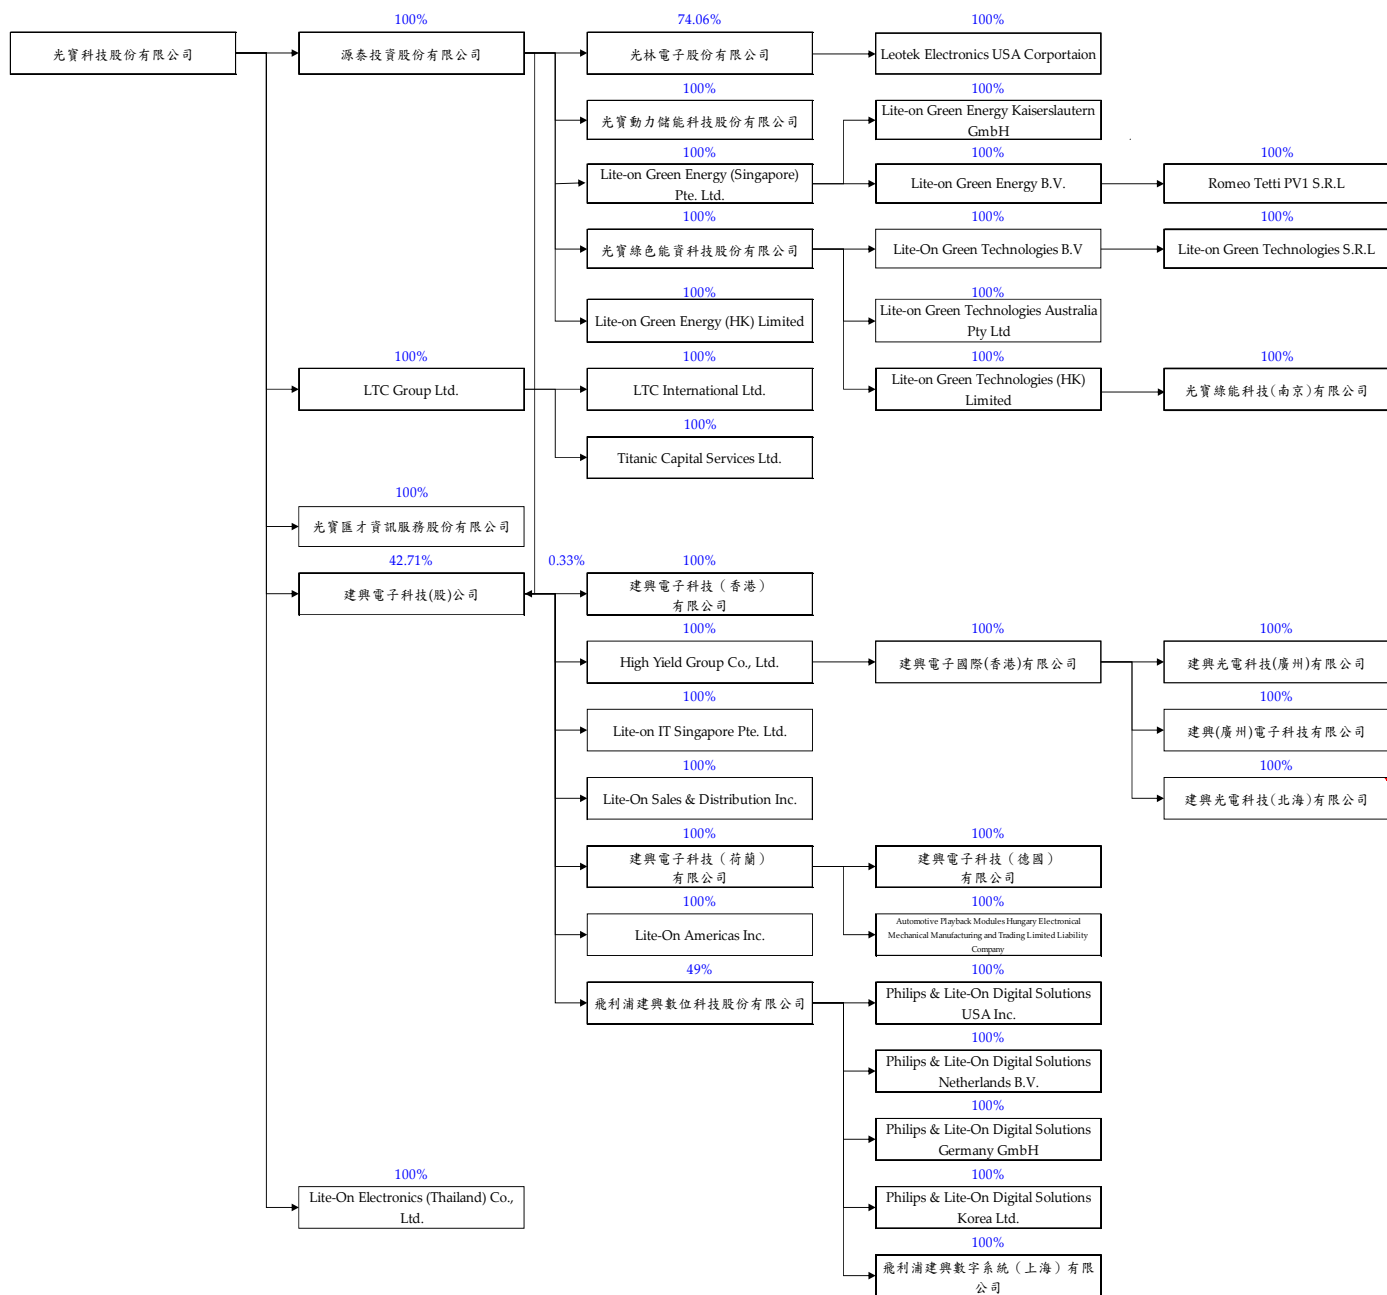 100%
74.06%
100%
光寶科技股份有限公司
源泰投資股份有限公司
光林電子股份有限公司
Leotek Electronics USA Corportaion
100%
100%
光寶動力儲能科技股份有限公司
Lite-on Green Energy Kaiserslautern
GmbH
100%
100%
100%
Lite-on Green Energy (Singapore)
Pte. Ltd.
Lite-on Green Energy B.V.
Romeo Tetti PV1 S.R.L
100%
100%
100%
光寶綠色能資科技股份有限公司
Lite-On Green Technologies B.V
Lite-on Green Technologies S.R.L
100%
100%
Lite-on Green Energy (HK) Limited
Lite-on Green Technologies Australia
Pty Ltd
100%
100%
100%
100%
LTC Group Ltd.
LTC International Ltd.
Lite-on Green Technologies (HK)
Limited
光寶綠能科技(南京)有限公司
100%
Titanic Capital Services Ltd.
100%
光寶匯才資訊服務股份有限公司
42.71%
0.33%
100%
建興電子科技(股)公司
建興電子科技（香港）
有限公司
100%
100%
100%
High Yield Group Co., Ltd.
建興電子國際(香港)有限公司
建興光電科技(廣州)有限公司
100%
100%
Lite-on IT Singapore Pte. Ltd.
建興(廣州)電子科技有限公司
100%
100%
Lite-On Sales & Distribution Inc.
建興光電科技(北海)有限公司
100%
100%
建興電子科技（荷蘭）
有限公司
建興電子科技（德國）
有限公司
100%
100%
Lite-On Americas Inc.
Automotive Playback Modules Hungary Electronical
Mechanical Manufacturing and Trading Limited Liability
Company
49%
100%
飛利浦建興數位科技股份有限公司
Philips & Lite-On Digital Solutions
USA Inc.
100%
Philips & Lite-On Digital Solutions
Netherlands B.V.
100%
Philips & Lite-On Digital Solutions
Germany GmbH
100%
100%
Lite-On Electronics (Thailand) Co.,
Ltd.
Philips & Lite-On Digital Solutions
Korea Ltd.
100%
飛利浦建興數字系統（上海）有限
公司